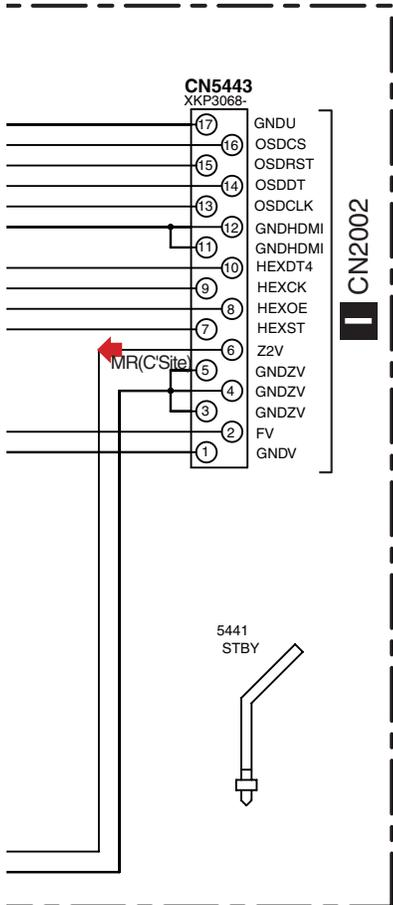 CN5443
XKP3068-
17 GNDU
16 OSDCS
15 OSDRST
14 OSDDT
13 OSDCLK
12 GNDHDMI
11 GNDHDMI
10 HEXDT4
9 HEXCK
8 HEXOE
7 HEXST
6 Z2V
MR(C'Site)
5 GNDZV
4 GNDZV
3 GNDZV
2 FV
1 GNDV
I CN2002
5441
STBY